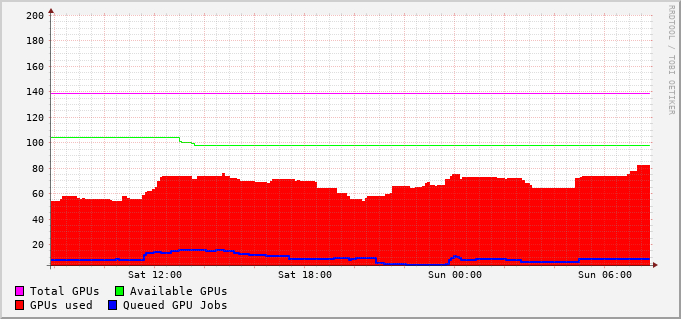 200
180
160
140
120
100
80
60
40
20
Sat 12:00 Sat 18:00 Sun 00:00 Sun 06:00
Total GPUs Available GPUs
GPUs used Queued GPU Jobs
RRDTOOL / TOBI OETIKER